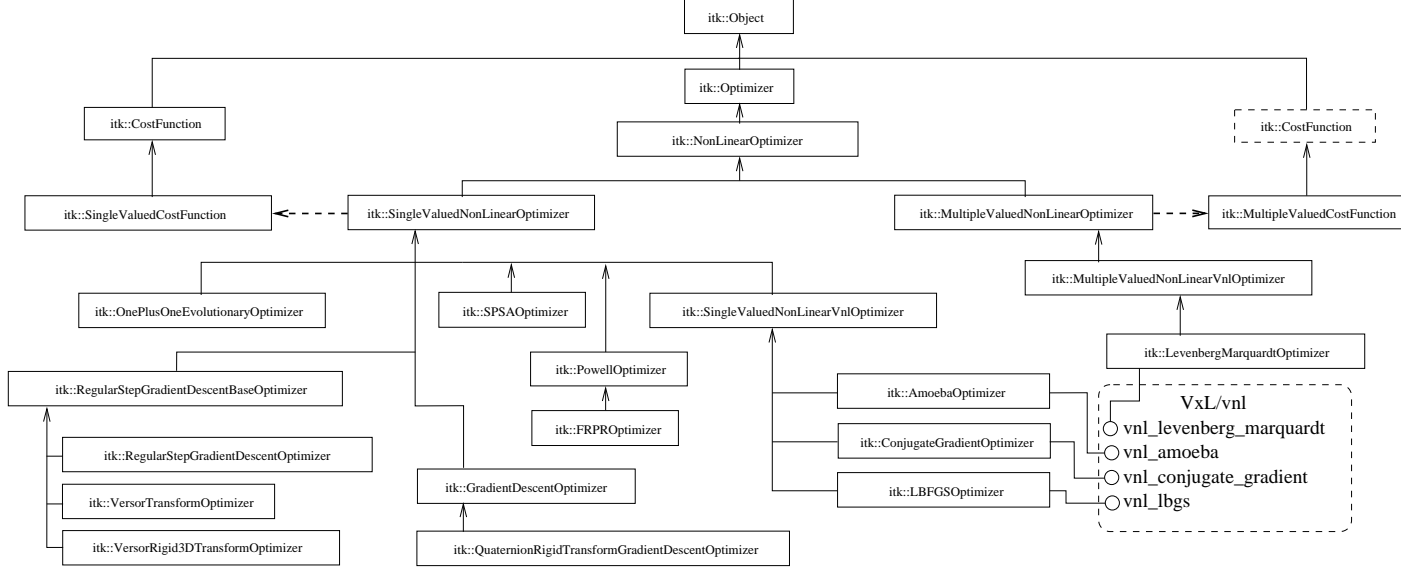 itk::Object
itk::Optimizer
itk::CostFunction
itk::NonLinearOptimizer
itk::CostFunction
itk::SingleValuedCostFunction
itk::SingleValuedNonLinearOptimizer
itk::MultipleValuedNonLinearOptimizer
itk::MultipleValuedCostFunction
itk::MultipleValuedNonLinearVnlOptimizer
itk::OnePlusOneEvolutionaryOptimizer
itk::SPSAOptimizer
itk::SingleValuedNonLinearVnlOptimizer
itk::LevenbergMarquardtOptimizer
itk::RegularStepGradientDescentBaseOptimizer
itk::PowellOptimizer
itk::AmoebaOptimizer
VxL/vnl
vnl_levenberg_marquardt
itk::FRPROptimizer
itk::ConjugateGradientOptimizer
vnl_amoeba
itk::RegularStepGradientDescentOptimizer
vnl_conjugate_gradient
itk::GradientDescentOptimizer
itk::LBFGSOptimizer
vnl_lbgs
itk::VersorTransformOptimizer
itk::VersorRigid3DTransformOptimizer
itk::QuaternionRigidTransformGradientDescentOptimizer